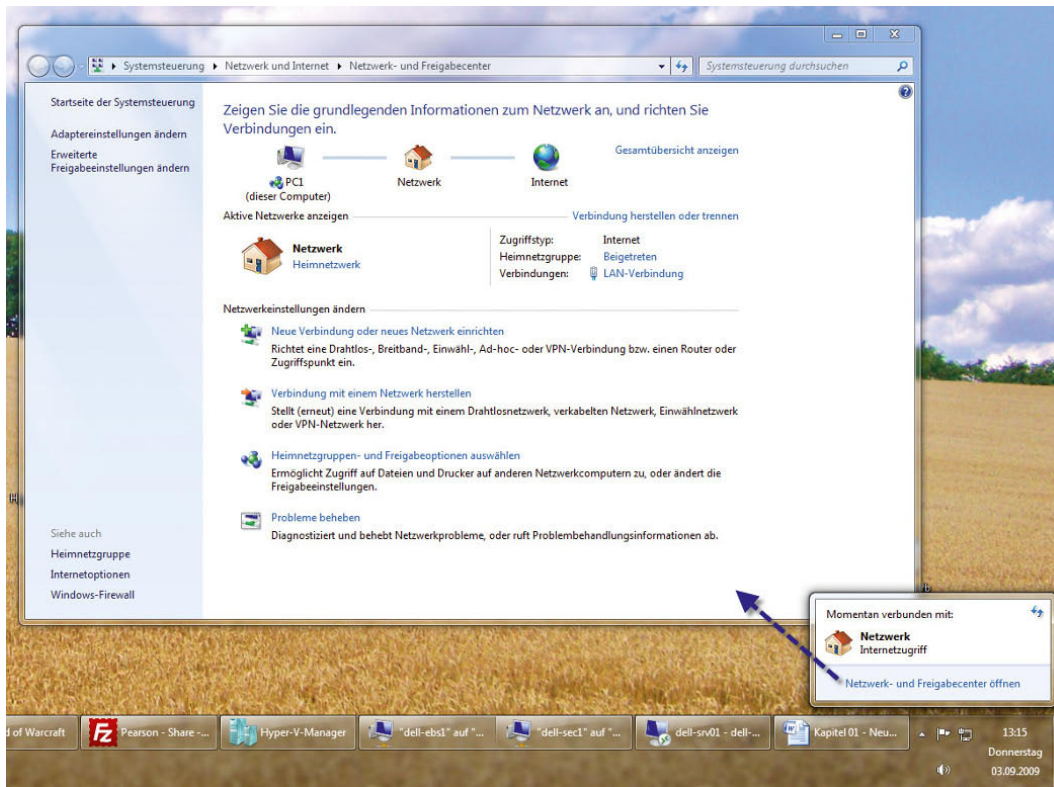 Systemsteuerung ▸ Netzwerk und Internet ▸ Netzwerk- und Freigabecenter
Systemsteuerung durchsuchen
Startseite der Systemsteuerung
Adaptereinstellungen ändern
Erweiterte
Freigabeeinstellungen ändern
Zeigen Sie die grundlegenden Informationen zum Netzwerk an, und richten Sie
Verbindungen ein.
Gesamtübersicht anzeigen
PC1
(dieser Computer)
Netzwerk
Internet
Aktive Netzwerke anzeigen
Verbindung herstellen oder trennen
Netzwerk
Heimnetzwerk
Zugriffstyp: Internet
Heimnetzgruppe: Beigetreten
Verbindungen: LAN-Verbindung
Netzwerkeinstellungen ändern
Neue Verbindung oder neues Netzwerk einrichten
Richtet eine Drahtlos-, Breitband-, Einwähl-, Ad-hoc- oder VPN-Verbindung bzw. einen Router oder
Zugriffspunkt ein.
Verbindung mit einem Netzwerk herstellen
Stellt (erneut) eine Verbindung mit einem Drahtlosnetzwerk, verkabelten Netzwerk, Einwählnetzwerk
oder VPN-Netzwerk her.
Heimnetzgruppen- und Freigabeoptionen auswählen
Ermöglicht Zugriff auf Dateien und Drucker auf anderen Netzwerkcomputern zu, oder ändert die
Freigabeeinstellungen.
Probleme beheben
Diagnostiziert und behebt Netzwerkprobleme, oder ruft Problembehandlungsinformationen ab.
Siehe auch
Heimnetzgruppe
Internetoptionen
Windows-Firewall
Momentan verbunden mit:
Netzwerk
Internetzugriff
Netzwerk- und Freigabecenter öffnen
d of Warcraft
Fz
Pearson - Share -...
Hyper-V-Manager
"dell-ebs1" auf "...
"dell-sec1" auf "...
dell-srv01 - dell-...
Kapitel 01 - Neu...
13:15
Donnerstag
03.09.2009